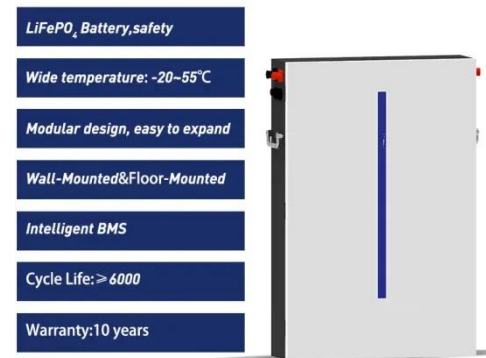 LiFePO₄ Battery,safety
Wide temperature: -20~55℃
Modular design, easy to expand
Wall-Mounted&Floor-Mounted
Intelligent BMS
Cycle Life:≥6000
Warranty:10 years